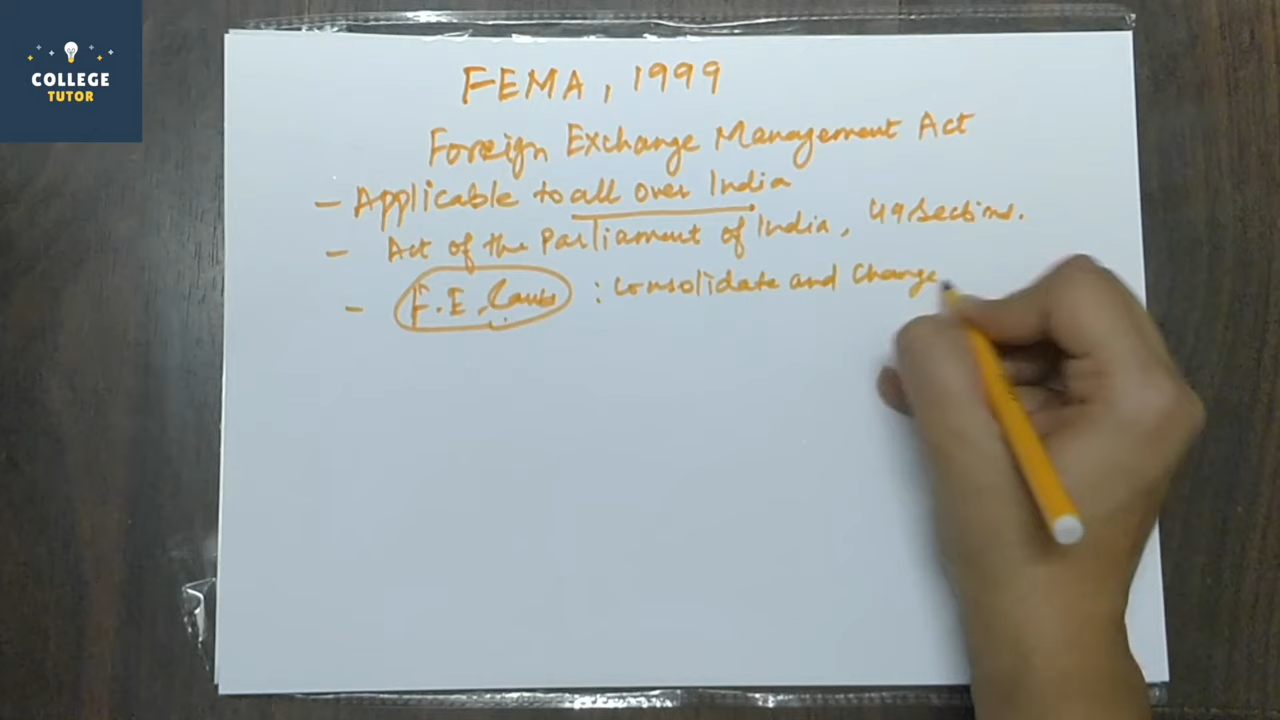 COLLEGE
TUTOR
FEMA, 1999
Foreign Exchange Management Act
- Applicable to all over India
- Act of the Parliament of India, 49 Sections.
- F.E. Laws : Consolidate and Change